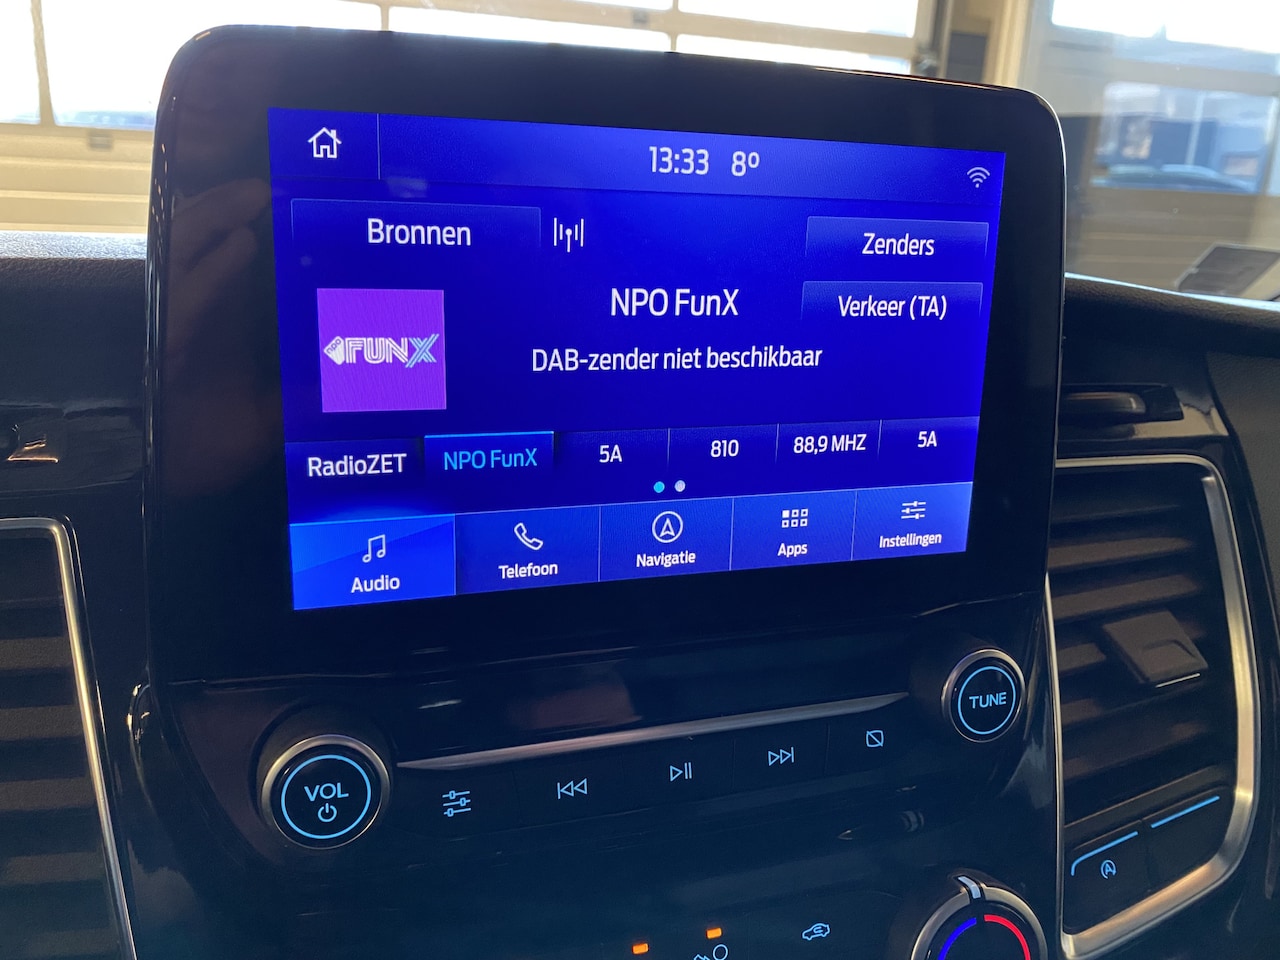 13:33 8°
Bronnen
Zenders
NPO FunX
Verkeer (TA)
FUNX
DAB-zender niet beschikbaar
RadioZET
NPO FunX
5A
810
88,9 MHZ
5A
Audio
Telefoon
Navigatie
Apps
Instellingen
VOL
TUNE